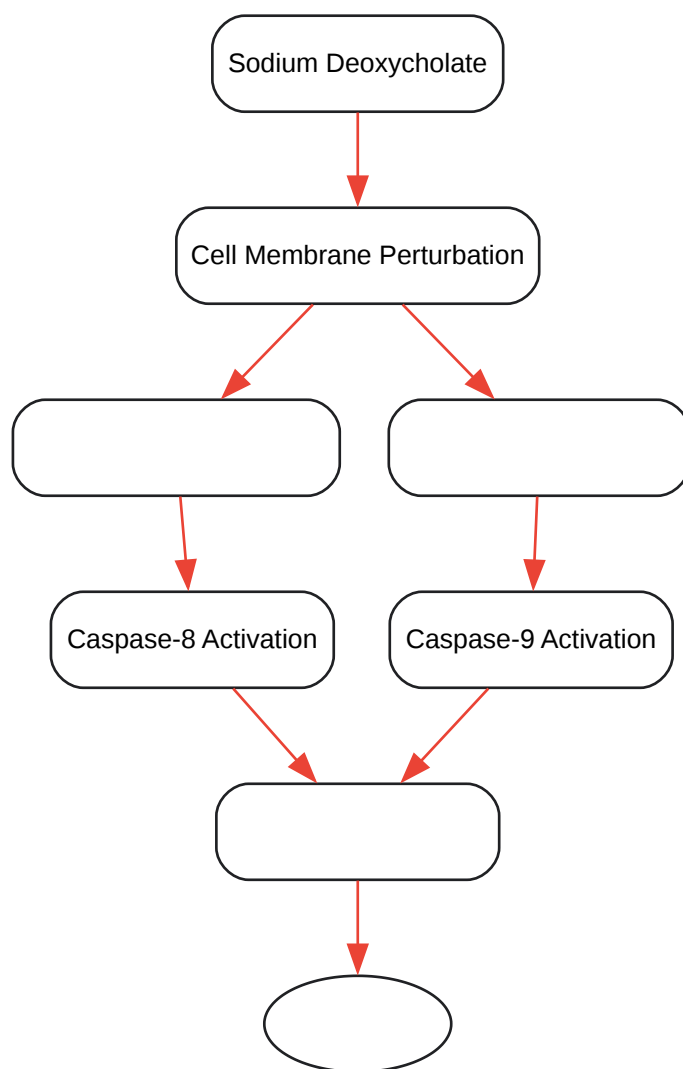 Sodium Deoxycholate
Cell Membrane Perturbation
Caspase-8 Activation
Caspase-9 Activation